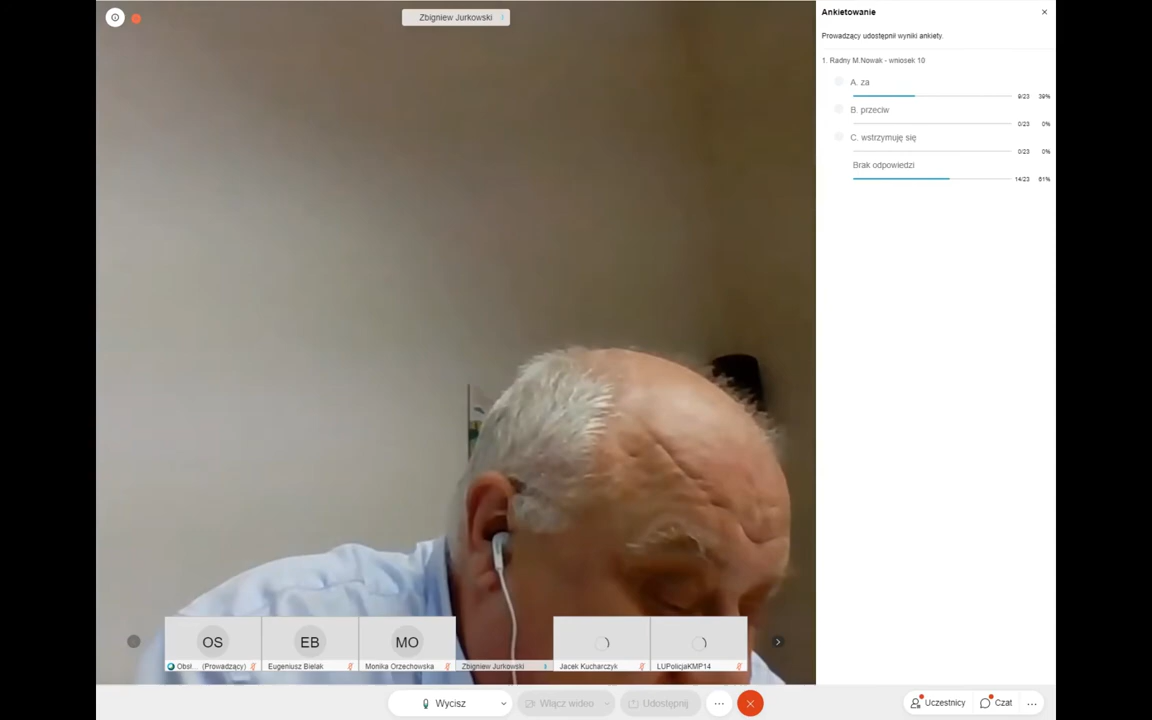 Zbigniew Jurkowski
Ankietowanie
Prowadzący udostępnił wyniki ankiety.
1. Radny M.Nowak - wniosek 10
A. za
9/23 39%
B. przeciw
0/23 0%
C. wstrzymuję się
0/23 0%
Brak odpowiedzi
14/23 61%
OS
EB
MO
Obsł... (Prowadzący)
Eugeniusz Bielak
Monika Orzechowska
Zbigniew Jurkowski
Jacek Kucharczyk
LUPolicjaKMP14
Wycisz
Włącz wideo
Udostępnij
Uczestnicy
Czat